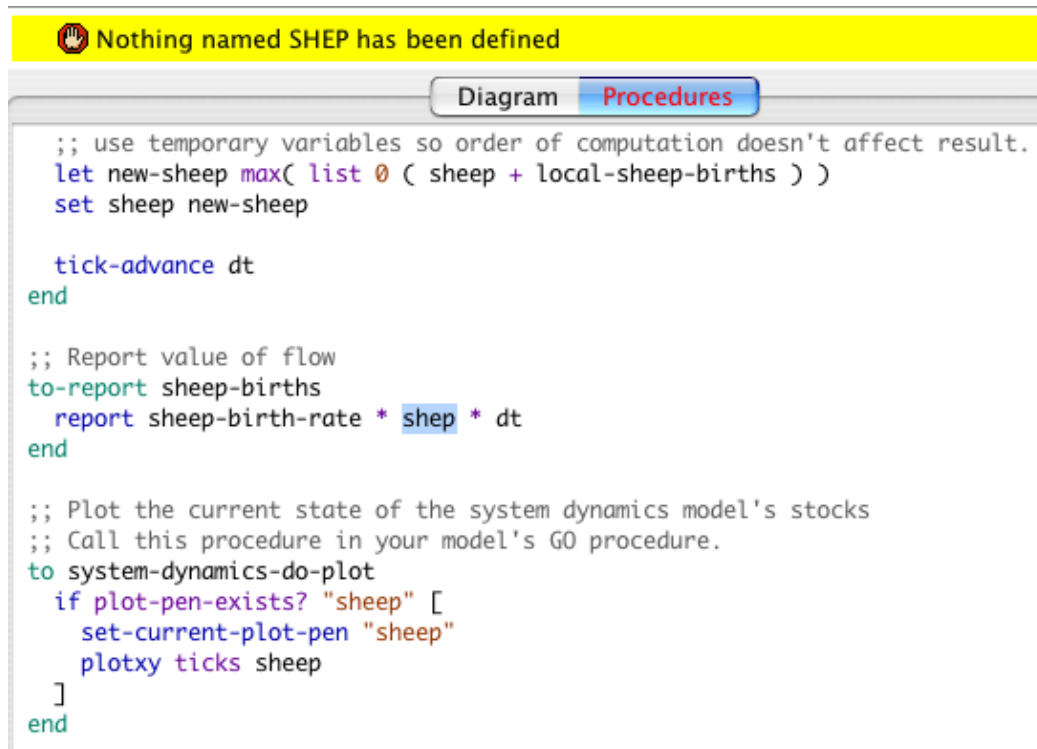 Nothing named SHEP has been defined
Diagram Procedures
;; use temporary variables so order of computation doesn't affect result.
let new-sheep max( list 0 ( sheep + local-sheep-births ) )
set sheep new-sheep
tick-advance dt
end
;; Report value of flow
to-report sheep-births
report sheep-birth-rate * shep * dt
end
;; Plot the current state of the system dynamics model's stocks
;; Call this procedure in your model's GO procedure.
to system-dynamics-do-plot
if plot-pen-exists? "sheep" [
set-current-plot-pen "sheep"
plotxy ticks sheep
]
end